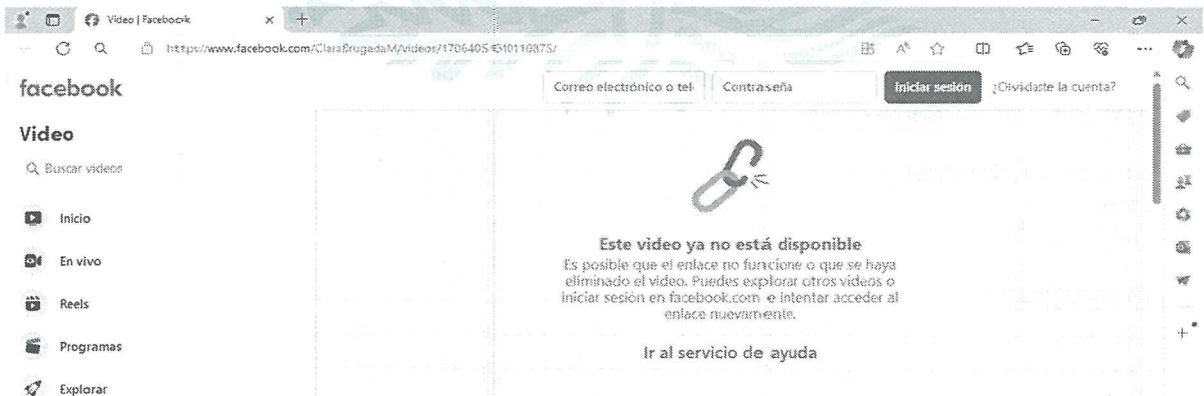 Video | Facebook
https://www.facebook.com/ClaraBrugadaM/videos/
facebook
Correo electrónico o tel
Contraseña
Iniciar sesión
¿Olvidaste la cuenta?
Video
Buscar videos
Inicio
En vivo
Reels
Programas
Explorar
Este video ya no está disponible
Es posible que el enlace no funcione o que se haya
eliminado el video. Puedes explorar otros videos o
iniciar sesión en facebook.com e intentar acceder al
enlace nuevamente.
Ir al servicio de ayuda